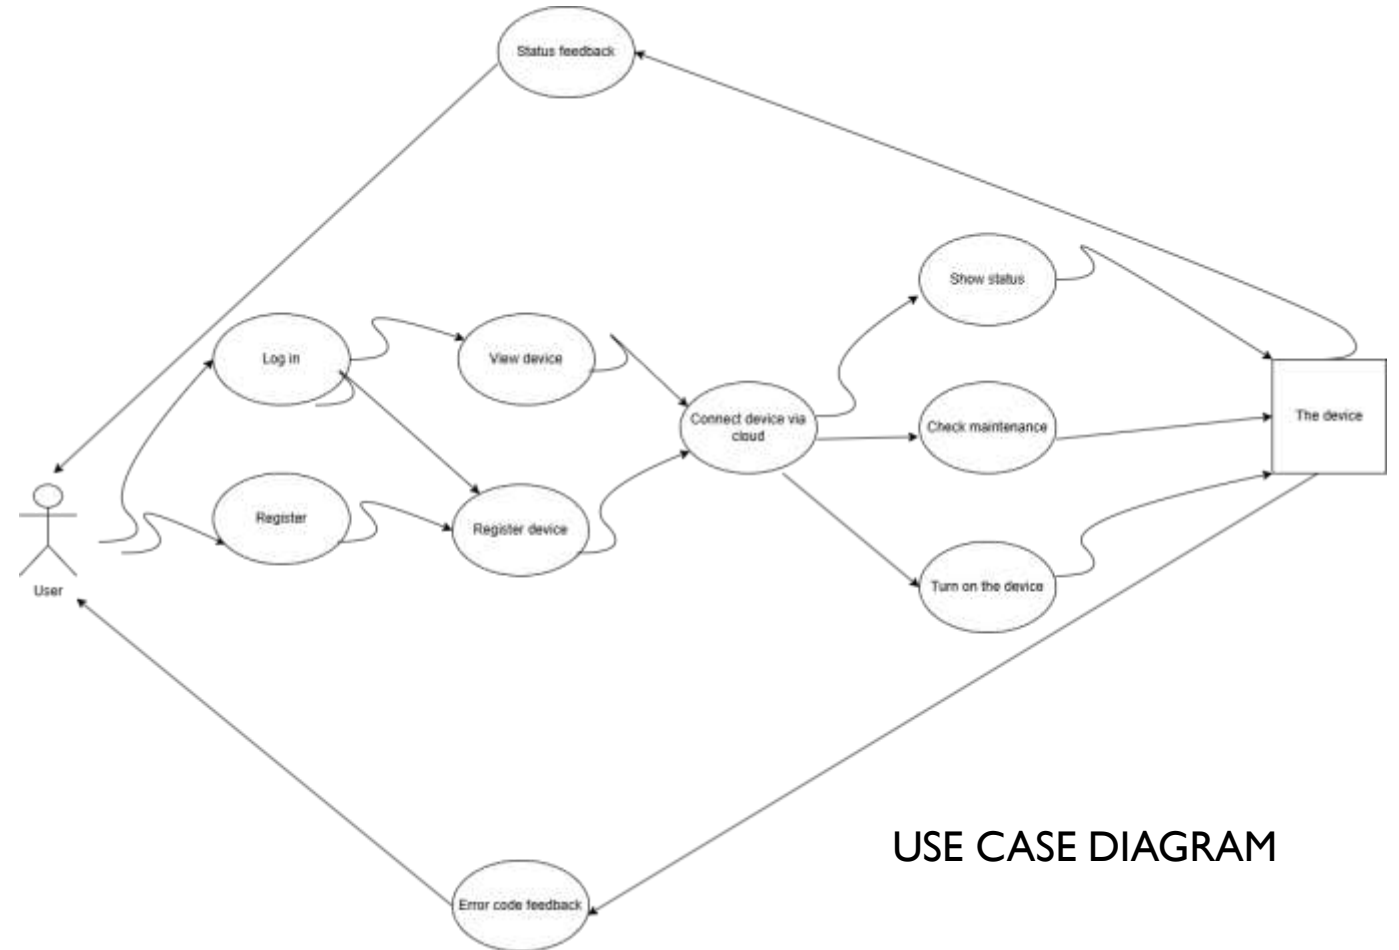 Status feedback
Show status
Log in
View device
The device
Connect device via
cloud
Check maintenance
Register
Register device
Turn on the device
User
USE CASE DIAGRAM
Error code feedback